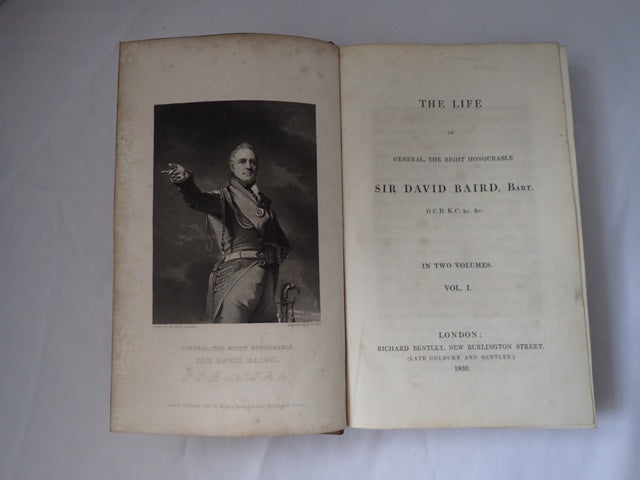 GENERAL, THE RIGHT HONOURABLE
SIR DAVID BAIRD,
THE LIFE
OF
GENERAL, THE RIGHT HONOURABLE
SIR DAVID BAIRD, BART.
G.C.B. K.C. &c. &c.
IN TWO VOLUMES.
VOL. I.
LONDON:
RICHARD BENTLEY, NEW BURLINGTON STREET,
(LATE COLBURN AND BENTLEY.)
1832.